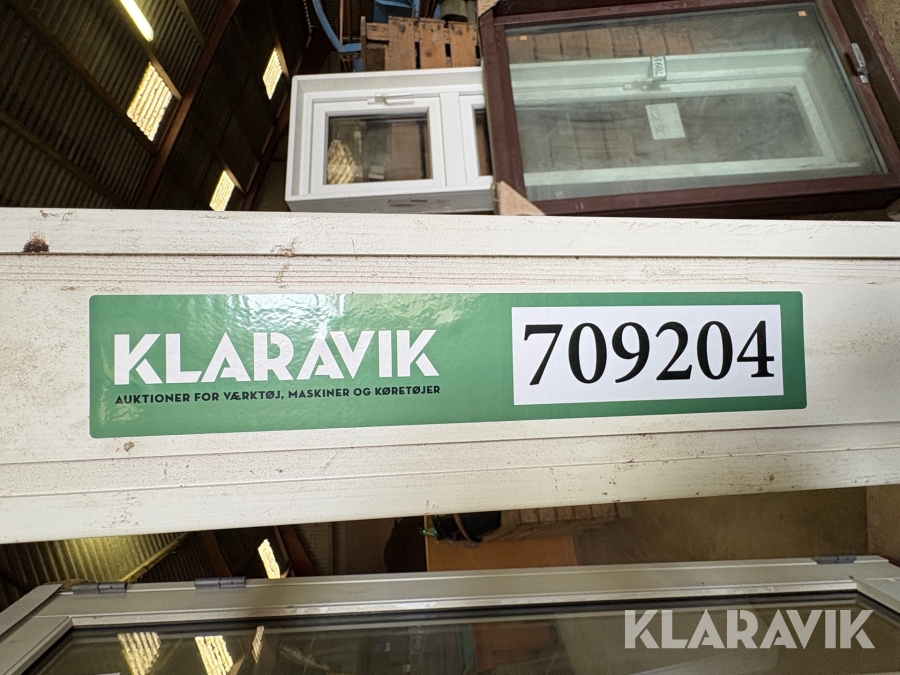 KLARAVIK
AUKTIONER FOR VÆRKTØJ, MASKINER OG KØRETØJER
709204
KLARAVIK